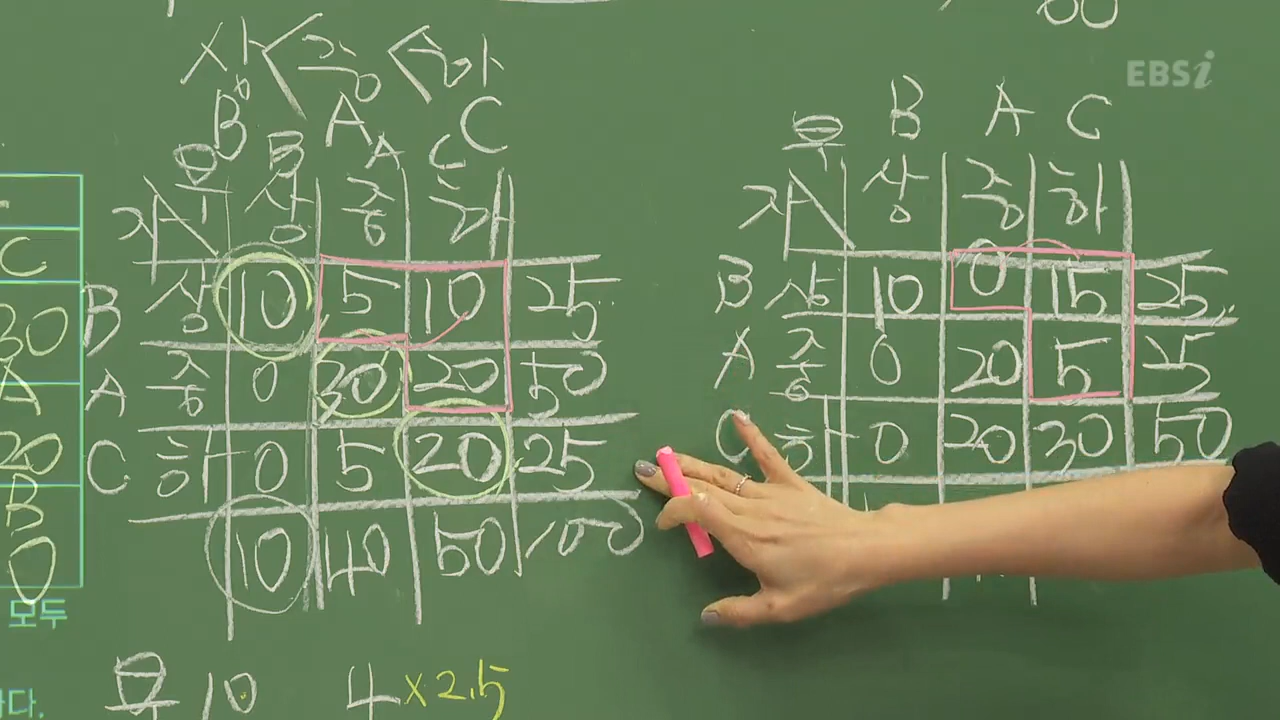 EBSi
상 < 중 < 하
B A C
B A C
부 상 중 하
자
B 상 10 5 10 25
A 중 0 30 20 50
C 하 0 5 20 25
10 40 50 100
부 10 4 × 2.5
B A C
부 상 중 하
자
B 상 10 0 15 25
A 중 0 20 5 25
C 하 0 20 30 50
C
30
A
20
B
0
모두
다.